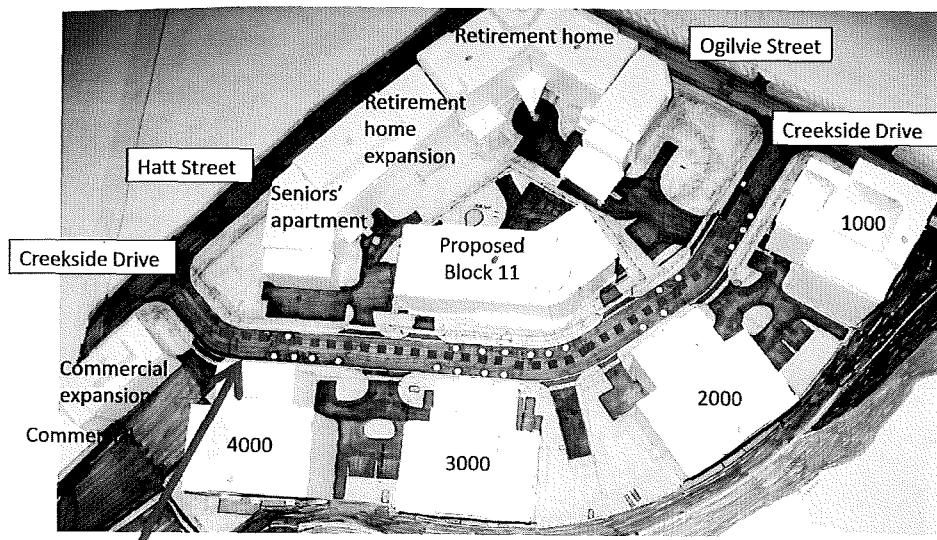 Retirement home
Ogilvie Street
Retirement
home
expansion
Creekside Drive
Hatt Street
Seniors'
apartment
1000
Proposed
Block 11
Creekside Drive
Commercial
expansion
2000
Commercial
4000
3000